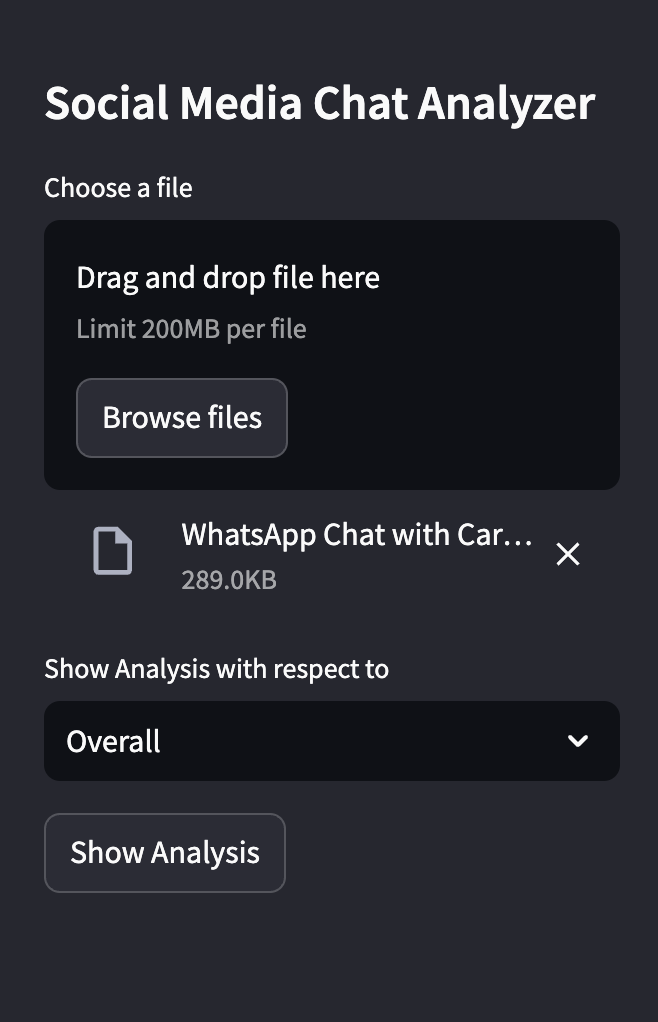 Social Media Chat Analyzer
Choose a file
Drag and drop file here
Limit 200MB per file
Browse files
WhatsApp Chat with Car...
289.0KB
Show Analysis with respect to
Overall
Show Analysis